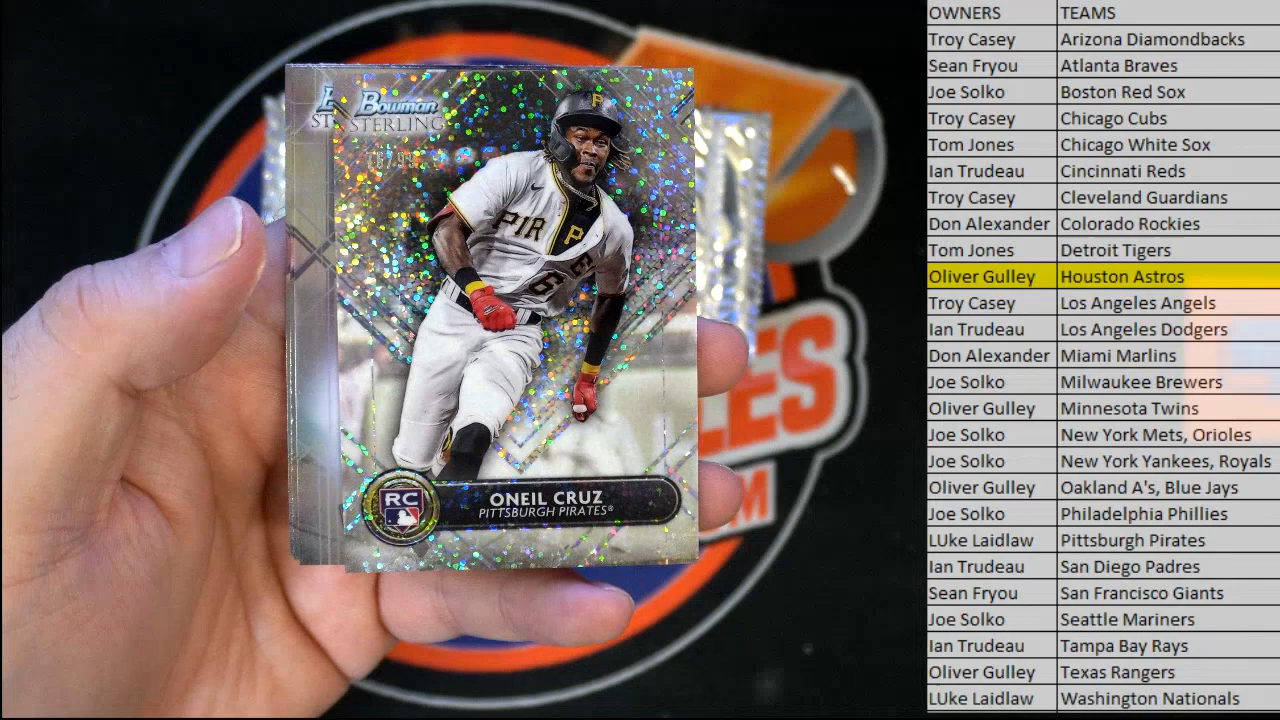 Bowman
STERLING
PIR
P
6
RC
ONEIL CRUZ
PITTSBURGH PIRATES®
OWNERS TEAMS
Troy Casey Arizona Diamondbacks
Sean Fryou Atlanta Braves
Joe Solko Boston Red Sox
Troy Casey Chicago Cubs
Tom Jones Chicago White Sox
Ian Trudeau Cincinnati Reds
Troy Casey Cleveland Guardians
Don Alexander Colorado Rockies
Tom Jones Detroit Tigers
Oliver Gulley Houston Astros
Troy Casey Los Angeles Angels
Ian Trudeau Los Angeles Dodgers
Don Alexander Miami Marlins
Joe Solko Milwaukee Brewers
Oliver Gulley Minnesota Twins
Joe Solko New York Mets, Orioles
Joe Solko New York Yankees, Royals
Oliver Gulley Oakland A's, Blue Jays
Joe Solko Philadelphia Phillies
LUke Laidlaw Pittsburgh Pirates
Ian Trudeau San Diego Padres
Sean Fryou San Francisco Giants
Joe Solko Seattle Mariners
Ian Trudeau Tampa Bay Rays
Oliver Gulley Texas Rangers
LUke Laidlaw Washington Nationals